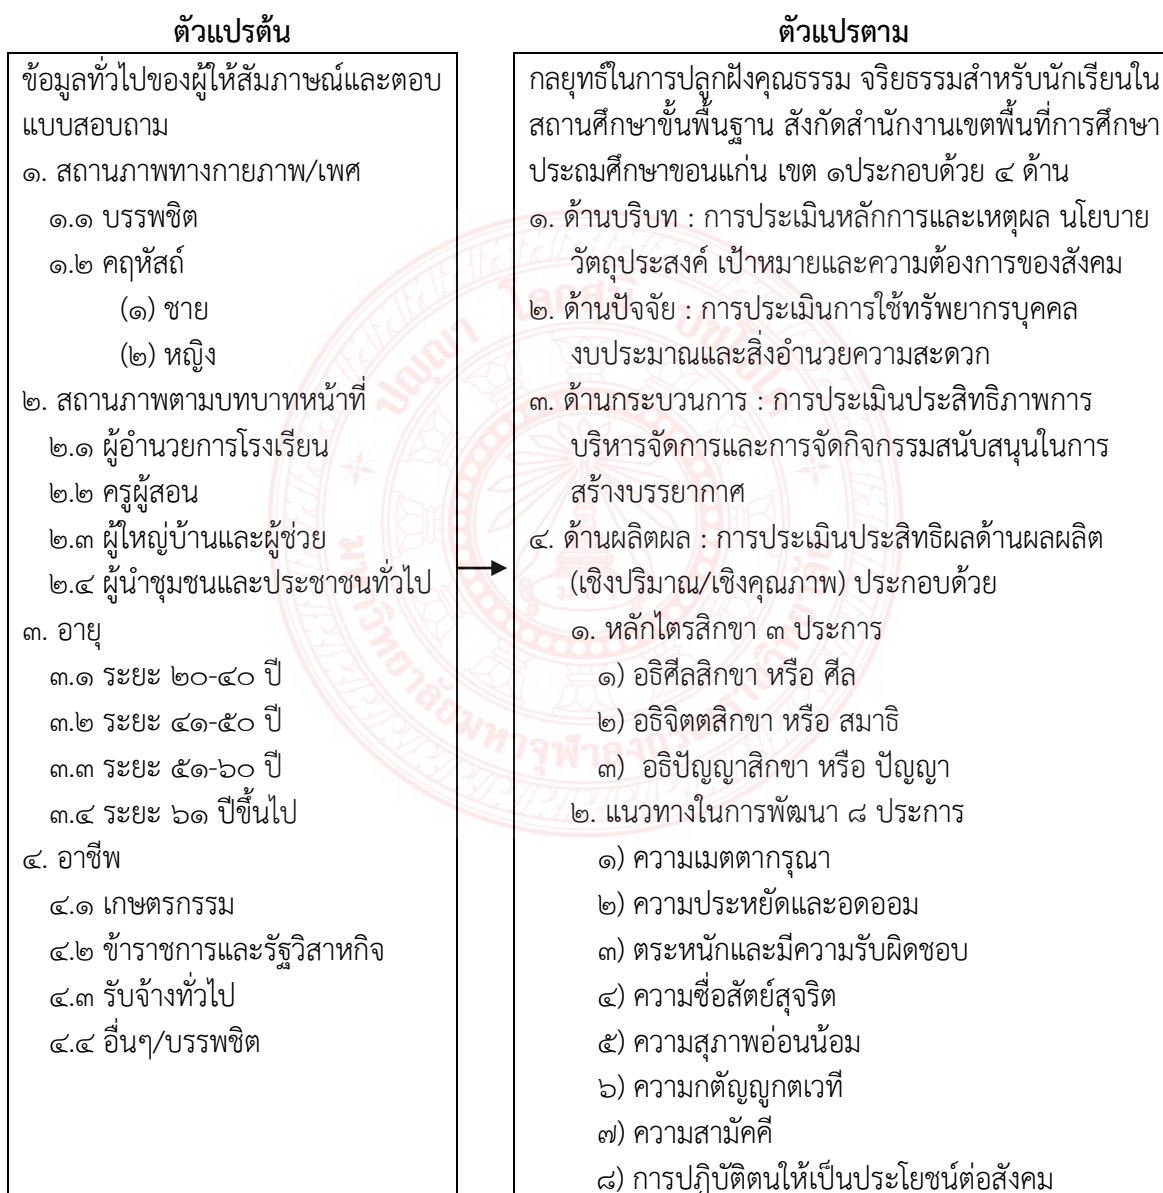 ตัวแปรต้น
ข้อมูลทั่วไปของผู้ให้สัมภาษณ์และตอบ
แบบสอบถาม
๑. สถานภาพทางกายภาพ/เพศ
๑.๑ บรรพชิต
๑.๒ คฤหัสถ์
(๑) ชาย
(๒) หญิง
๒. สถานภาพตามบทบาทหน้าที่
๒.๑ ผู้อำนวยการโรงเรียน
๒.๒ ครูผู้สอน
๒.๓ ผู้ใหญ่บ้านและผู้ช่วย
๒.๔ ผู้นำชุมชนและประชาชนทั่วไป
๓. อายุ
๓.๑ ระยะ ๒๐-๔๐ ปี
๓.๒ ระยะ ๔๑-๕๐ ปี
๓.๓ ระยะ ๕๑-๖๐ ปี
๓.๔ ระยะ ๖๑ ปีขึ้นไป
๔. อาชีพ
๔.๑ เกษตรกรรม
๔.๒ ข้าราชการและรัฐวิสาหกิจ
๔.๓ รับจ้างทั่วไป
๔.๔ อื่นๆ/บรรพชิต
ตัวแปรตาม
กลยุทธ์ในการปลูกฝังคุณธรรม จริยธรรมสำหรับนักเรียนใน
สถานศึกษาขั้นพื้นฐาน สังกัดสำนักงานเขตพื้นที่การศึกษา
ประถมศึกษาขอนแก่น เขต ๑ประกอบด้วย ๔ ด้าน
๑. ด้านบริบท : การประเมินหลักการและเหตุผล นโยบาย
วัตถุประสงค์ เป้าหมายและความต้องการของสังคม
๒. ด้านปัจจัย : การประเมินการใช้ทรัพยากรบุคคล
งบประมาณและสิ่งอำนวยความสะดวก
๓. ด้านกระบวนการ : การประเมินประสิทธิภาพการ
บริหารจัดการและการจัดกิจกรรมสนับสนุนในการ
สร้างบรรยากาศ
๔. ด้านผลิตผล : การประเมินประสิทธิผลด้านผลผลิต
(เชิงปริมาณ/เชิงคุณภาพ) ประกอบด้วย
๑. หลักไตรสิกขา ๓ ประการ
๑) อธิศีลสิกขา หรือ ศีล
๒) อธิจิตตสิกขา หรือ สมาธิ
๓) อธิปัญญาสิกขา หรือ ปัญญา
๒. แนวทางในการพัฒนา ๘ ประการ
๑) ความเมตตากรุณา
๒) ความประหยัดและอดออม
๓) ตระหนักและมีความรับผิดชอบ
๔) ความซื่อสัตย์สุจริต
๕) ความสุภาพอ่อนน้อม
๖) ความกตัญญูกตเวที
๗) ความสามัคคี
๘) การปฏิบัติตนให้เป็นประโยชน์ต่อสังคม
ปญฺญา โลกสฺมิ ปชฺโชโต